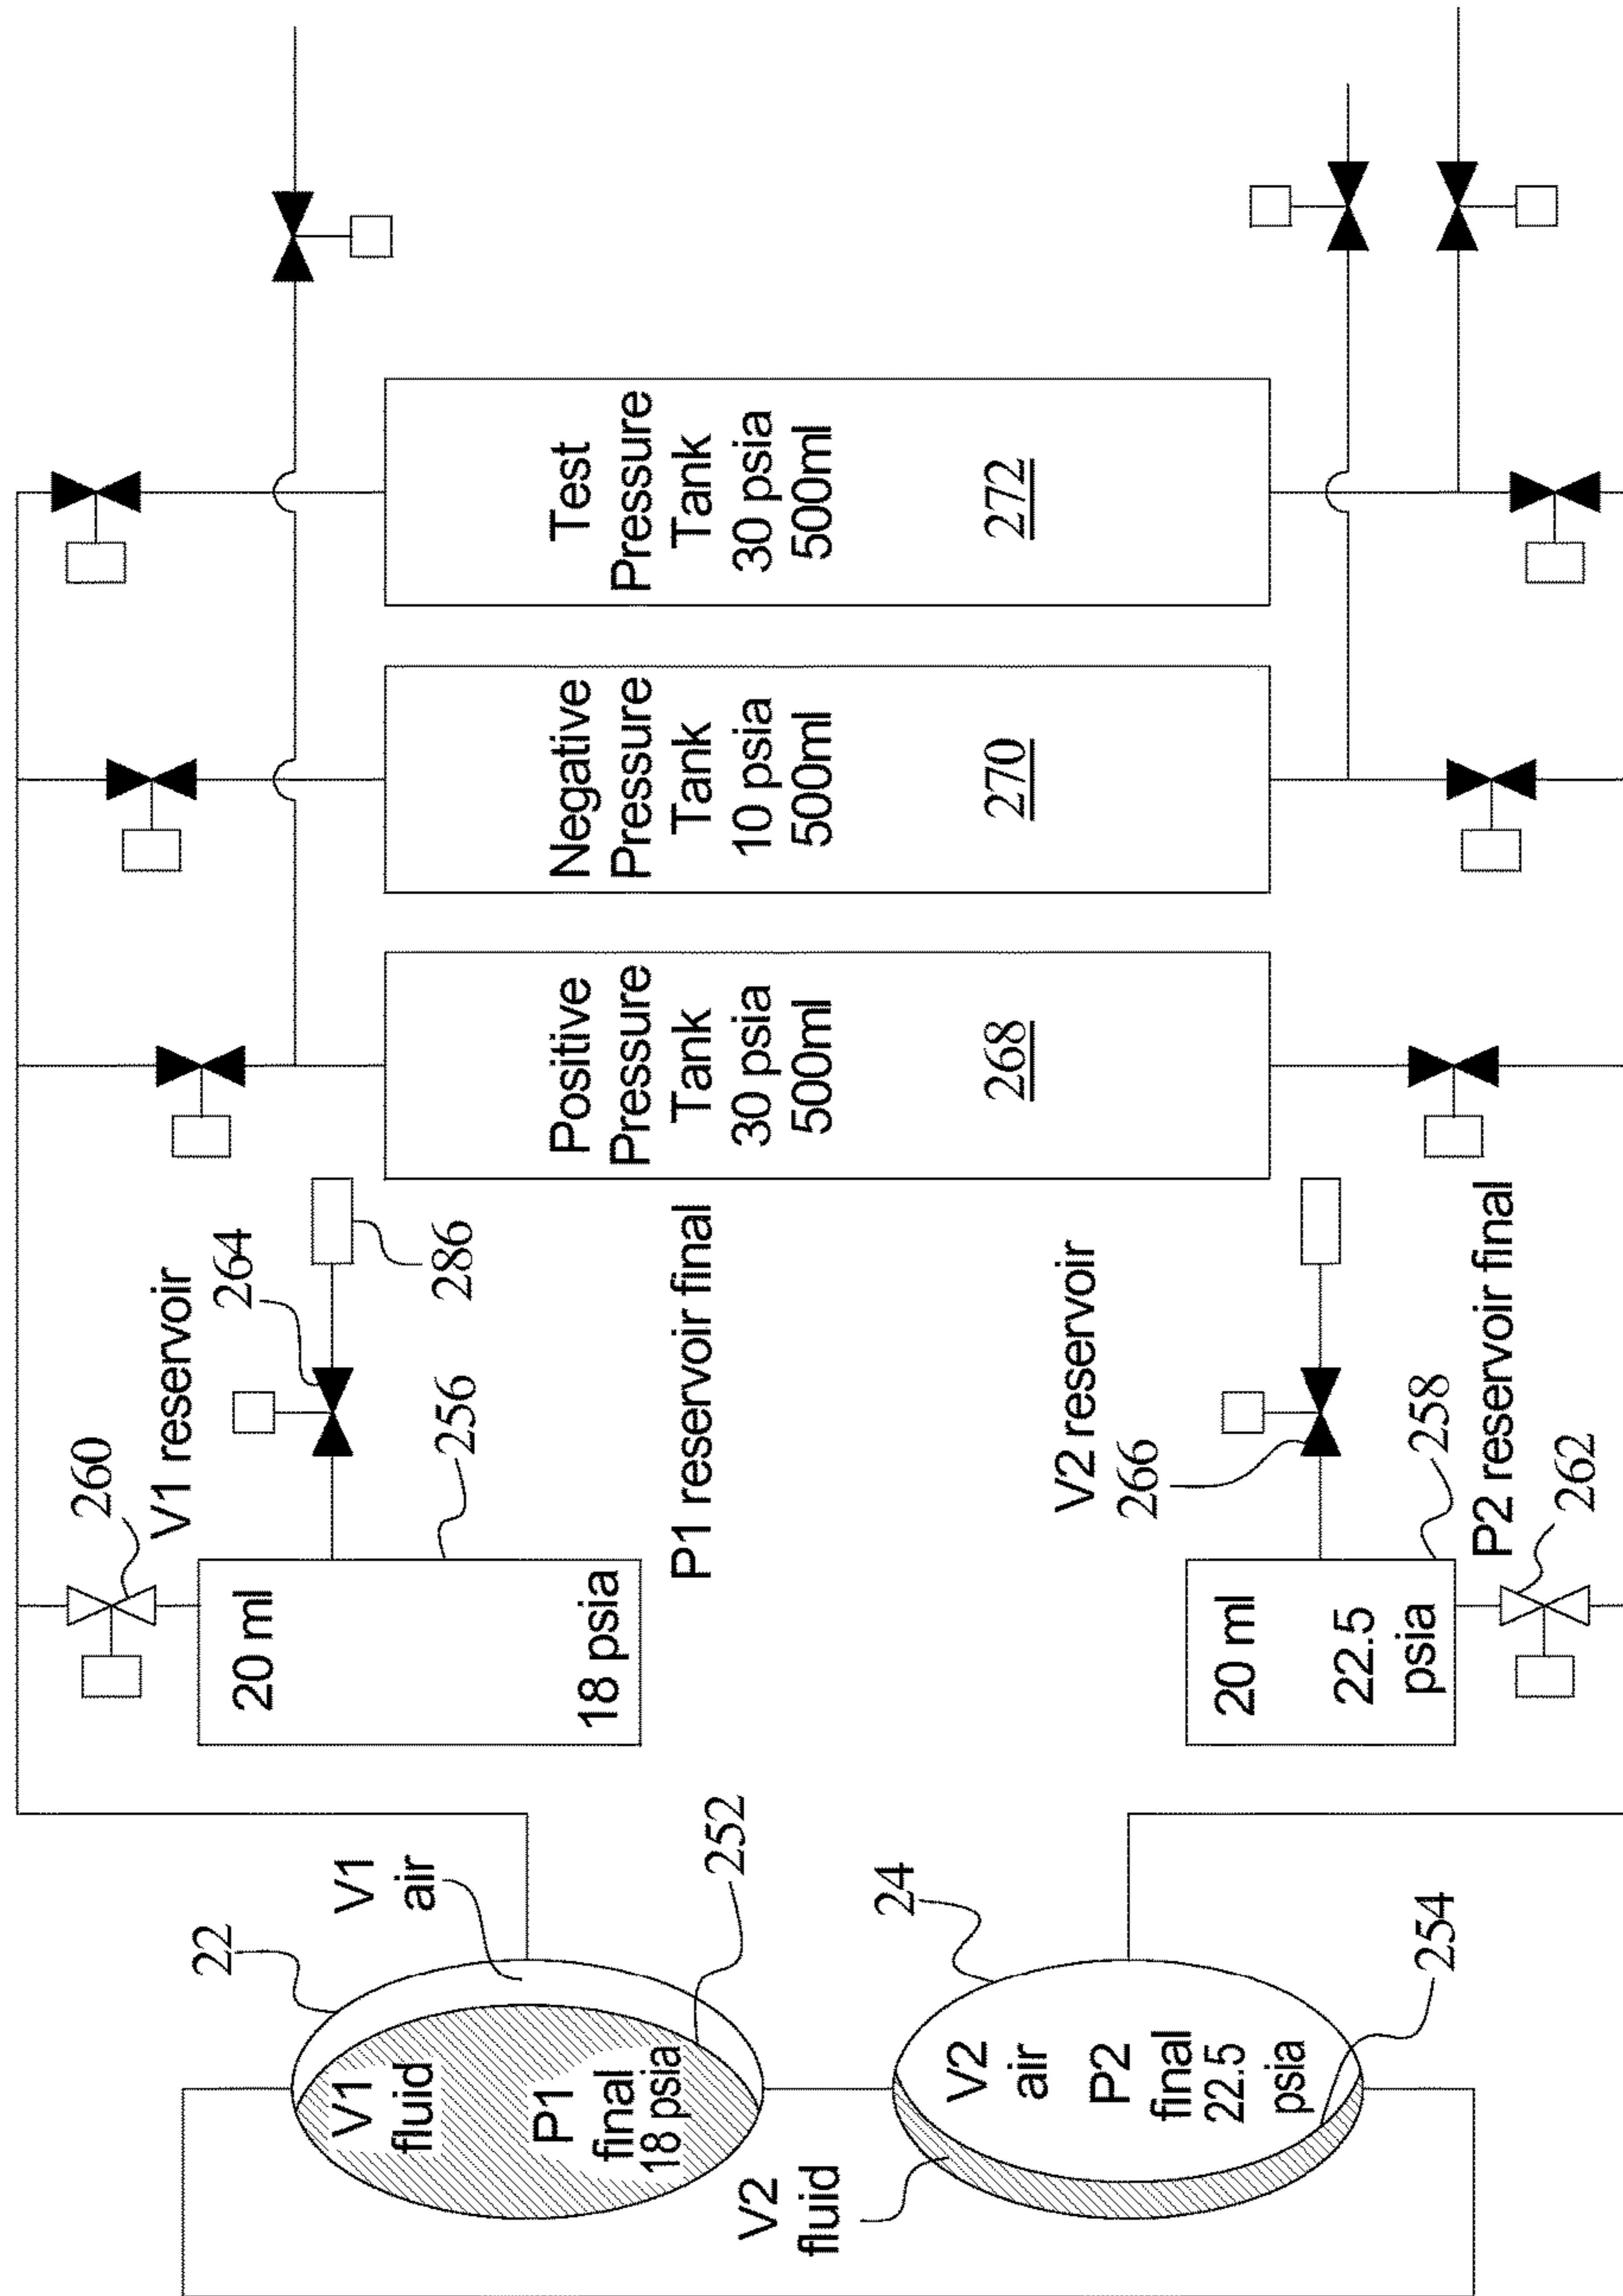 22
V1
air
V1
fluid
P1
final
18 psia
252
V2
fluid
24
V2
air
P2
final
22.5
psia
254
260
V1 reservoir
264
20 ml
18 psia
256
286
P1 reservoir final
V2 reservoir
266
20 ml
22.5
psia
258
P2 reservoir final
262
Positive
Pressure
Tank
30 psia
500ml
268
Negative
Pressure
Tank
10 psia
500ml
270
Test
Pressure
Tank
30 psia
500ml
272